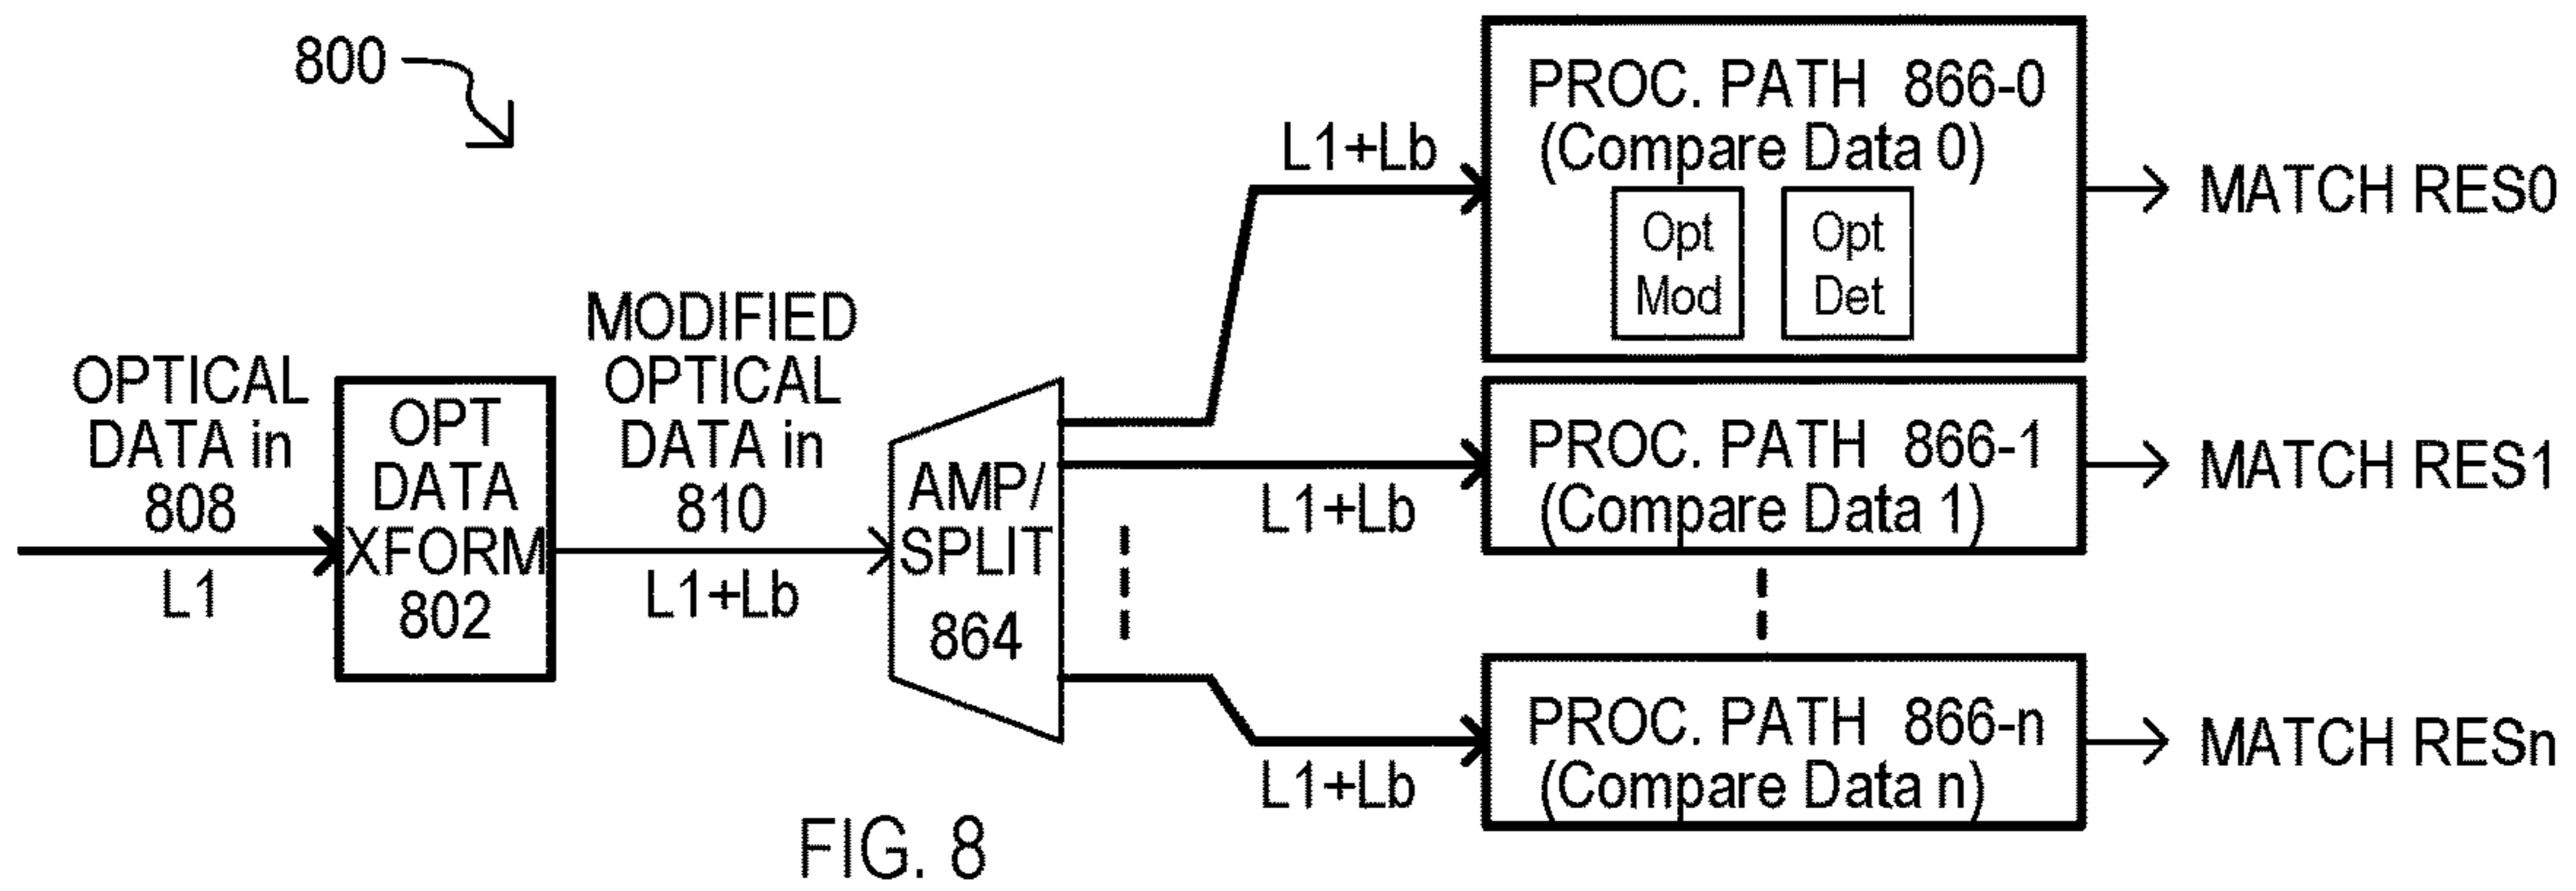 800
OPTICAL
DATA in
808
L1
OPT
DATA
XFORM
802
MODIFIED
OPTICAL
DATA in
810
L1+Lb
AMP/
SPLIT
864
L1+Lb
PROC. PATH 866-0
(Compare Data 0)
Opt
Mod
Opt
Det
MATCH RES0
L1+Lb
PROC. PATH 866-1
(Compare Data 1)
MATCH RES1
L1+Lb
PROC. PATH 866-n
(Compare Data n)
MATCH RESn
FIG. 8